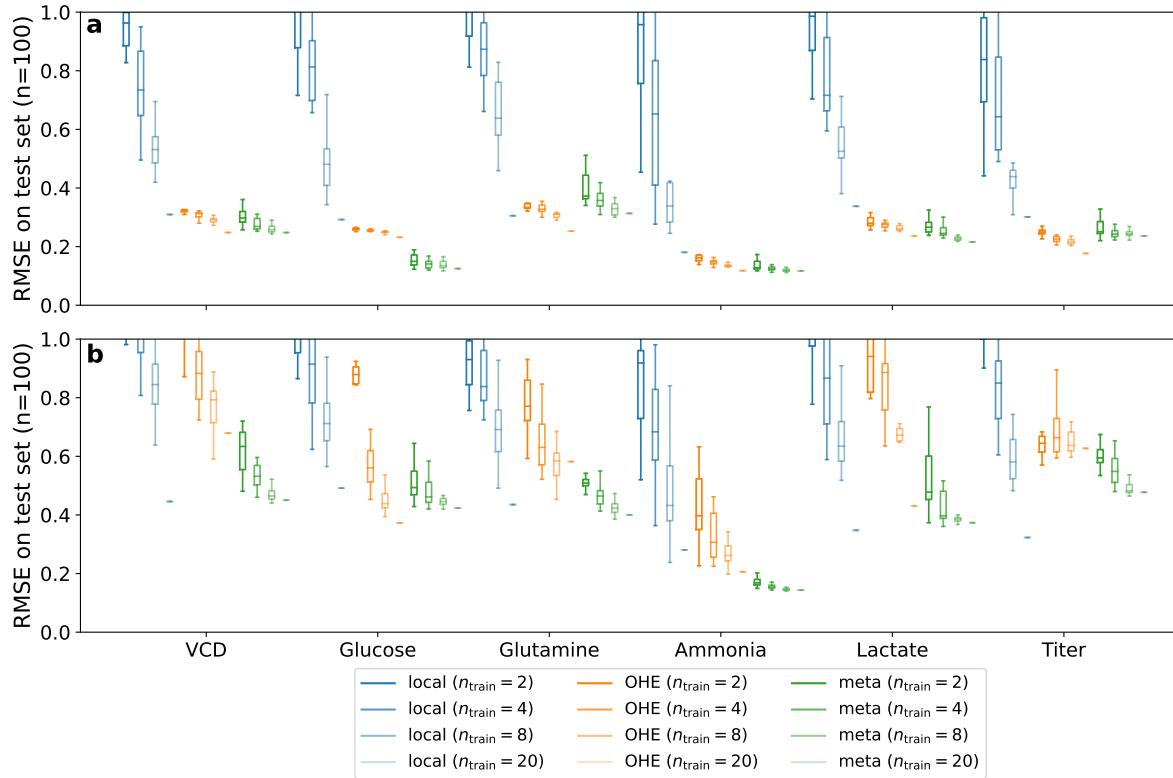 a
RMSE on test set (n=100)
1.0
0.8
0.6
0.4
0.2
0.0
b
RMSE on test set (n=100)
1.0
0.8
0.6
0.4
0.2
0.0
VCD Glucose Glutamine Ammonia Lactate Titer
local (n_train = 2) OHE (n_train = 2) meta (n_train = 2)
local (n_train = 4) OHE (n_train = 4) meta (n_train = 4)
local (n_train = 8) OHE (n_train = 8) meta (n_train = 8)
local (n_train = 20) OHE (n_train = 20) meta (n_train = 20)